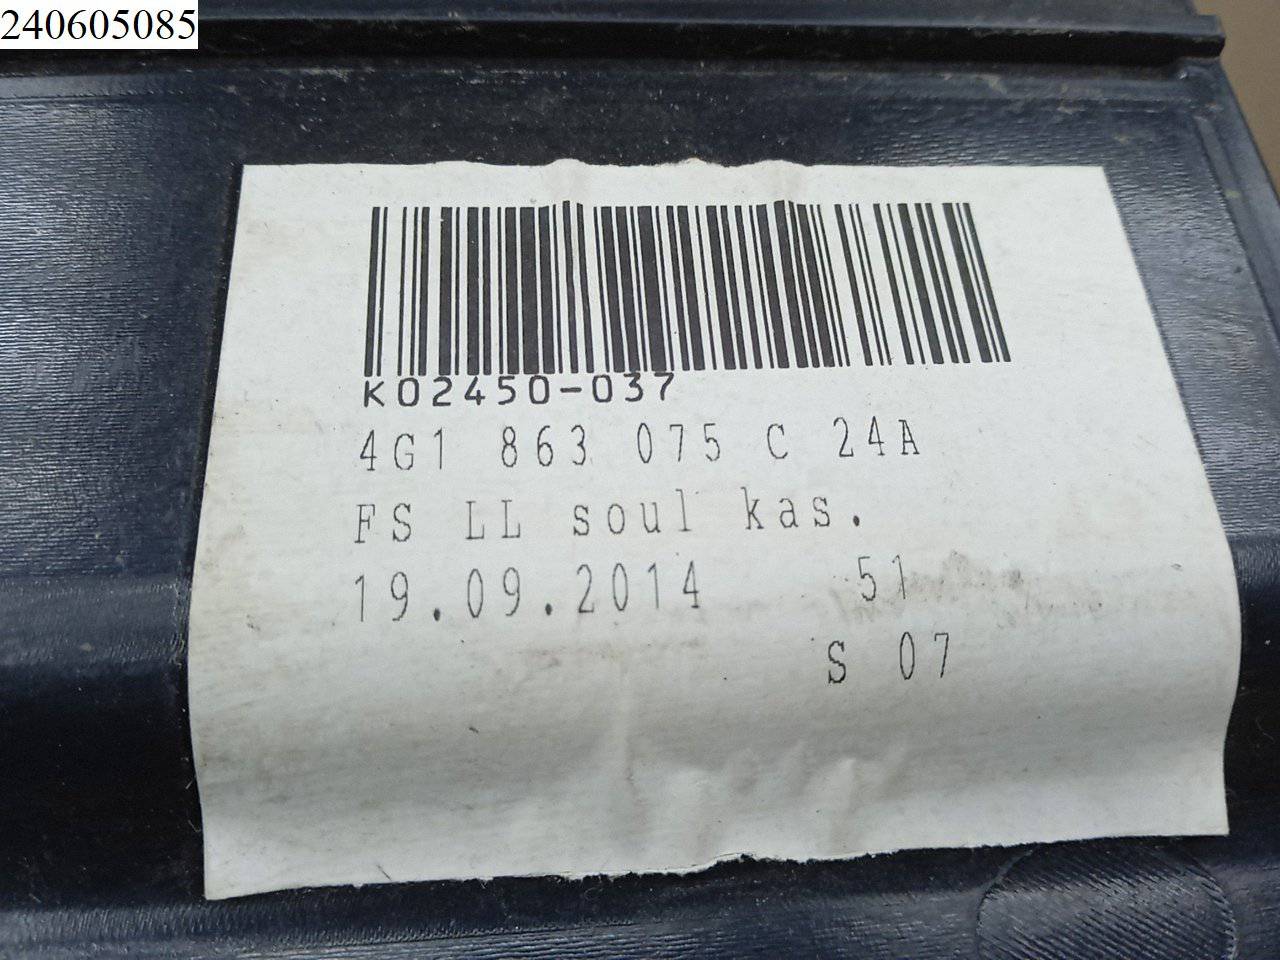 240605085
K02450-037
4G1 863 075 C 24A
FS LL soul kas.
19.09.2014 51
S 07